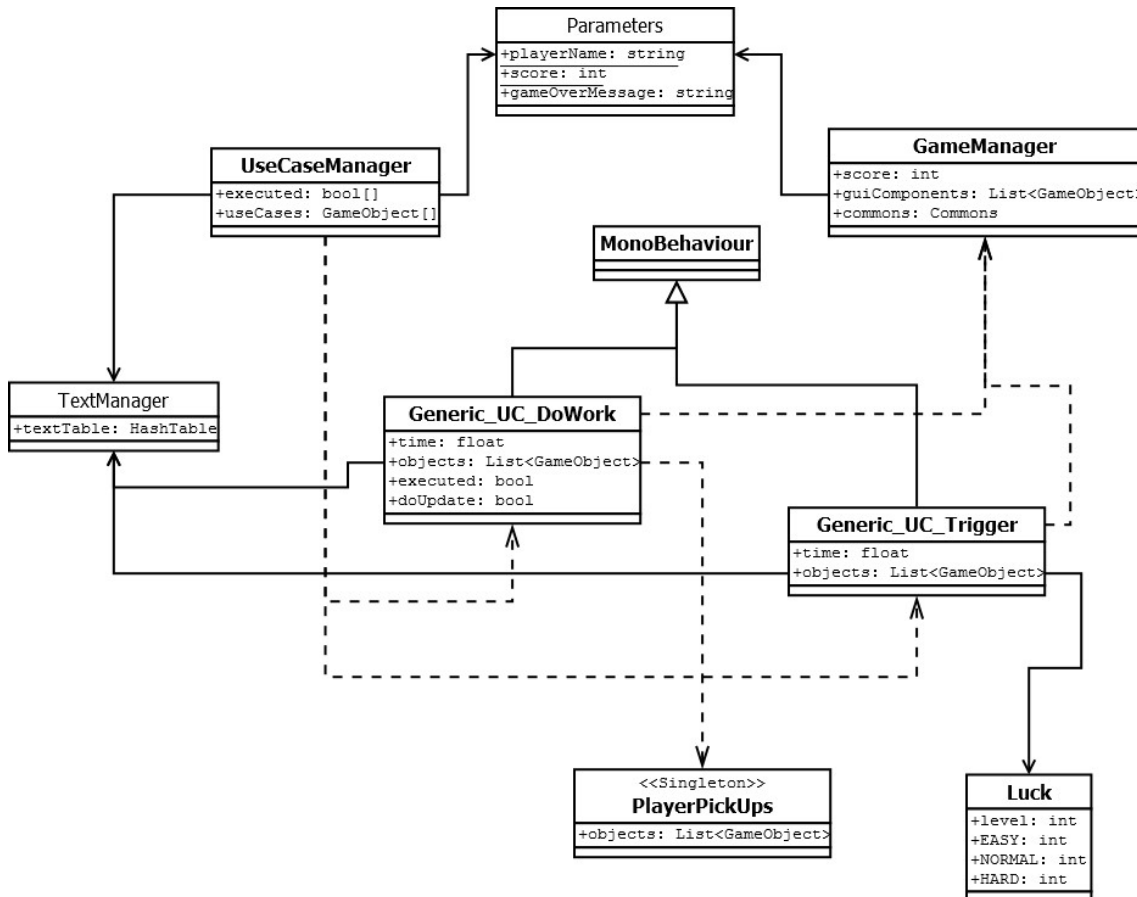 Parameters
+playerName: string
+score: int
+gameOverMessage: string
UseCaseManager
+executed: bool[]
+useCases: GameObject[]
GameManager
+score: int
+guiComponents: List<GameObject>
+commons: Commons
MonoBehaviour
TextManager
+textTable: HashTable
Generic_UC_DoWork
+time: float
+objects: List<GameObject>
+executed: bool
+doUpdate: bool
Generic_UC_Trigger
+time: float
+objects: List<GameObject>
<<Singleton>>
PlayerPickUps
+objects: List<GameObject>
Luck
+level: int
+EASY: int
+NORMAL: int
+HARD: int